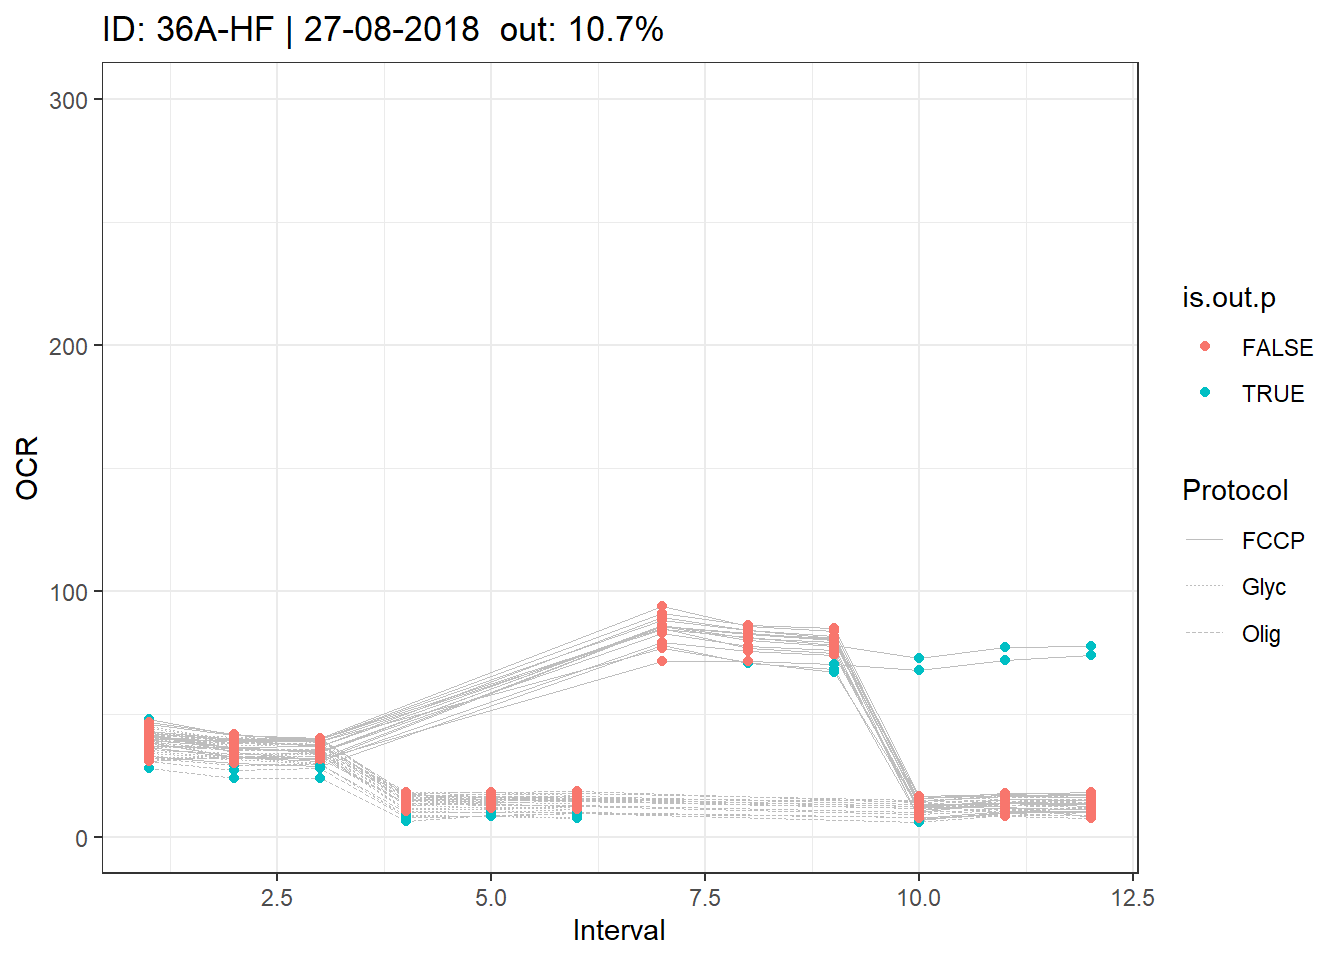 ID: 36A-HF | 27-08-2018  out: 10.7%
300
200
100
0
OCR
2.5
5.0
7.5
10.0
12.5
Interval
is.out.p
FALSE
TRUE
Protocol
FCCP
Glyc
Olig